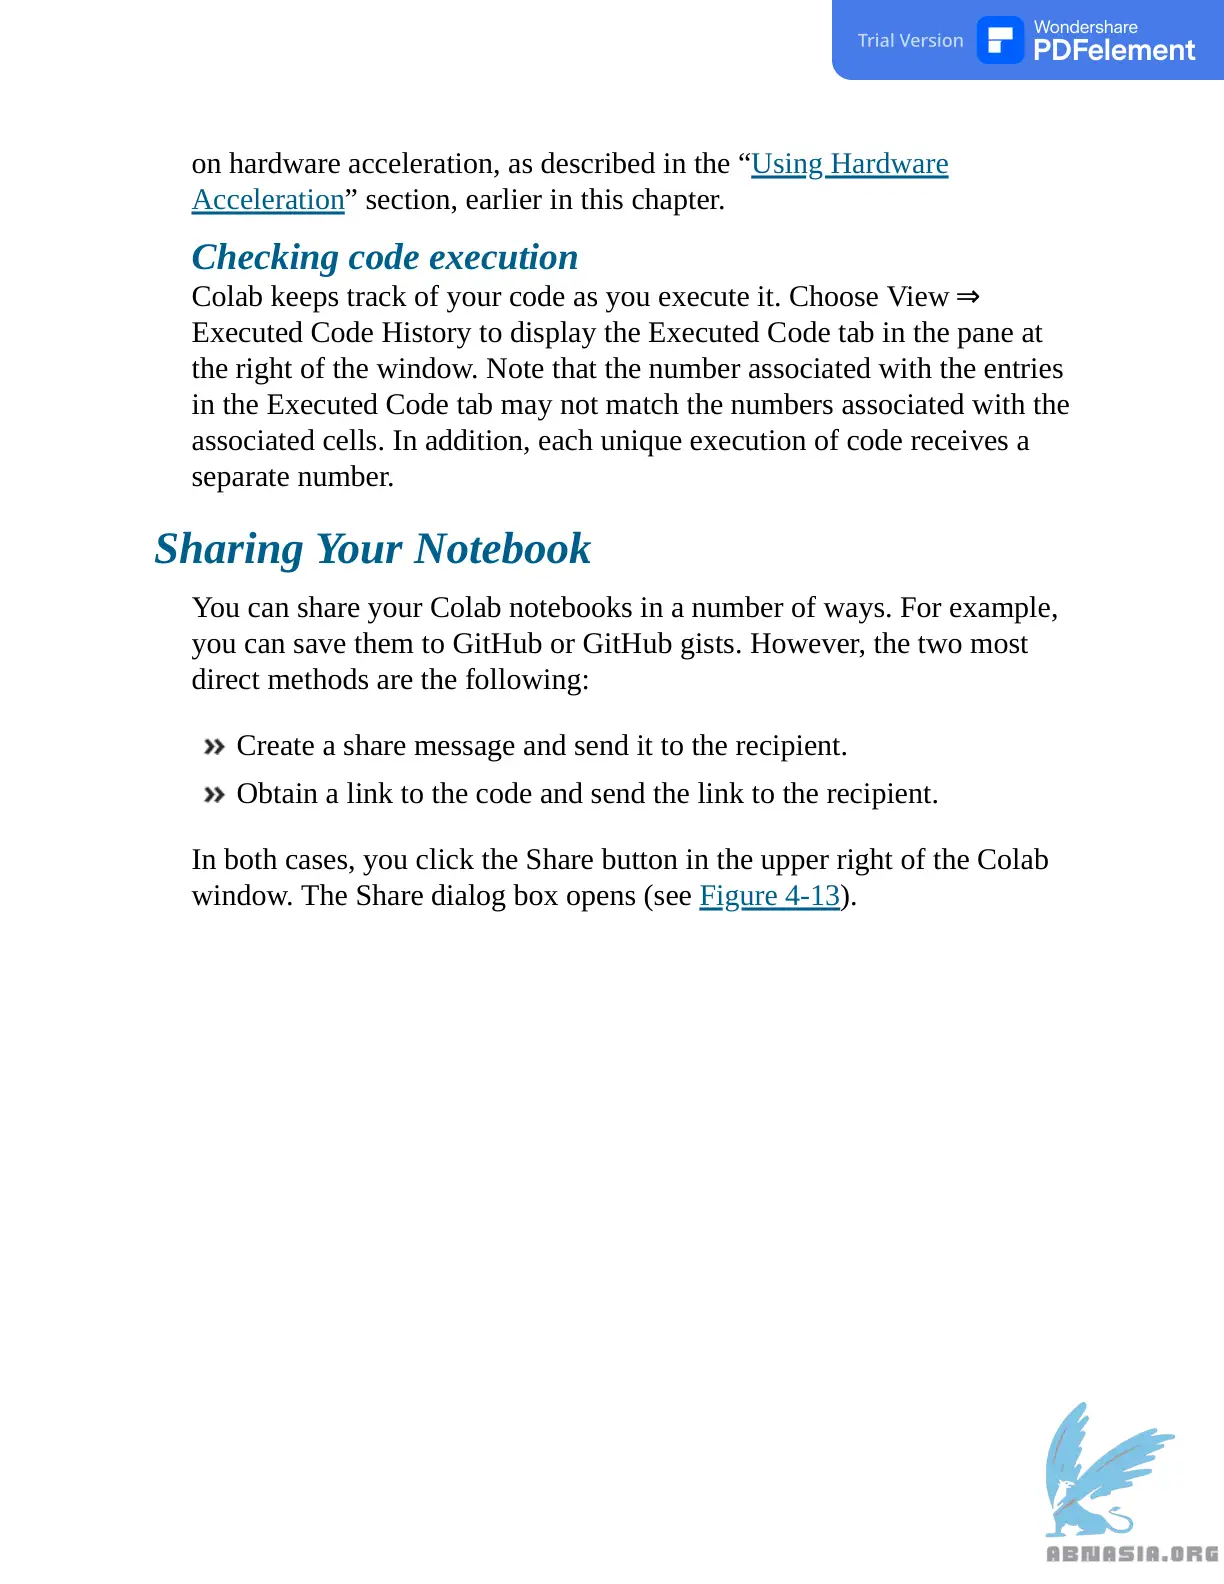 Trial Version
Wondershare
PDFelement
on hardware acceleration, as described in the “Using Hardware
Acceleration” section, earlier in this chapter.
Checking code execution
Colab keeps track of your code as you execute it. Choose View ⇒
Executed Code History to display the Executed Code tab in the pane at
the right of the window. Note that the number associated with the entries
in the Executed Code tab may not match the numbers associated with the
associated cells. In addition, each unique execution of code receives a
separate number.
Sharing Your Notebook
You can share your Colab notebooks in a number of ways. For example,
you can save them to GitHub or GitHub gists. However, the two most
direct methods are the following:
» Create a share message and send it to the recipient.
» Obtain a link to the code and send the link to the recipient.
In both cases, you click the Share button in the upper right of the Colab
window. The Share dialog box opens (see Figure 4-13).
ABNASIA.ORG